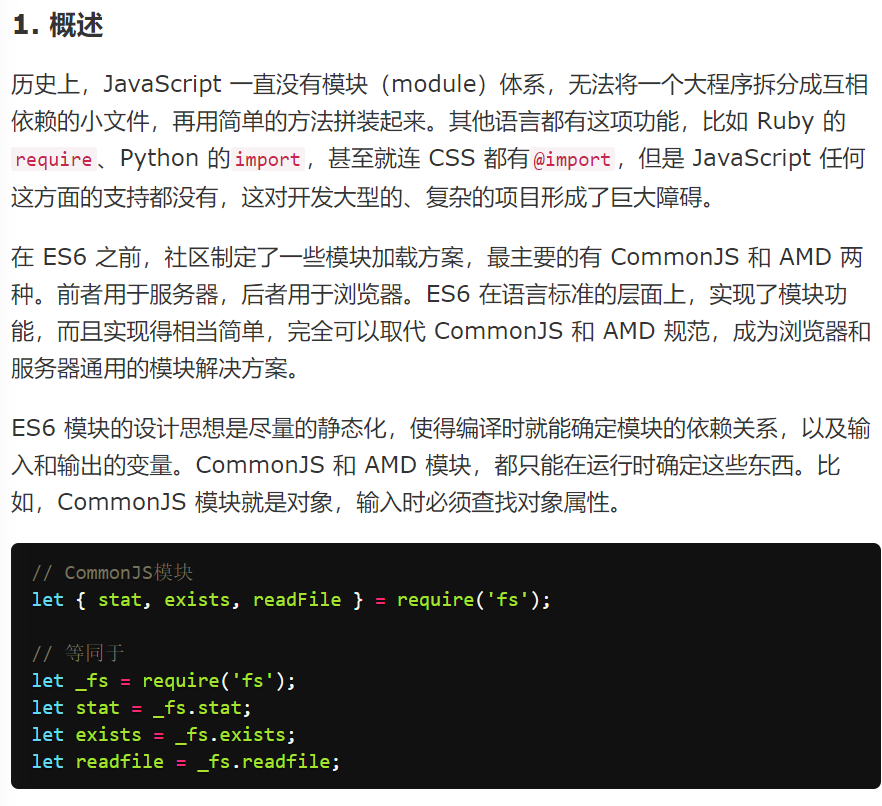 1. 概述
历史上，JavaScript 一直没有模块（module）体系，无法将一个大程序拆分成互相
依赖的小文件，再用简单的方法拼装起来。其他语言都有这项功能，比如 Ruby 的
require、Python 的import，甚至就连 CSS 都有@import，但是 JavaScript 任何
这方面的支持都没有，这对开发大型的、复杂的项目形成了巨大障碍。
在 ES6 之前，社区制定了一些模块加载方案，最主要的有 CommonJS 和 AMD 两
种。前者用于服务器，后者用于浏览器。ES6 在语言标准的层面上，实现了模块功
能，而且实现得相当简单，完全可以取代 CommonJS 和 AMD 规范，成为浏览器和
服务器通用的模块解决方案。
ES6 模块的设计思想是尽量的静态化，使得编译时就能确定模块的依赖关系，以及输
入和输出的变量。CommonJS 和 AMD 模块，都只能在运行时确定这些东西。比
如，CommonJS 模块就是对象，输入时必须查找对象属性。
// CommonJS模块
let { stat, exists, readFile } = require('fs');
// 等同于
let _fs = require('fs');
let stat = _fs.stat;
let exists = _fs.exists;
let readfile = _fs.readfile;